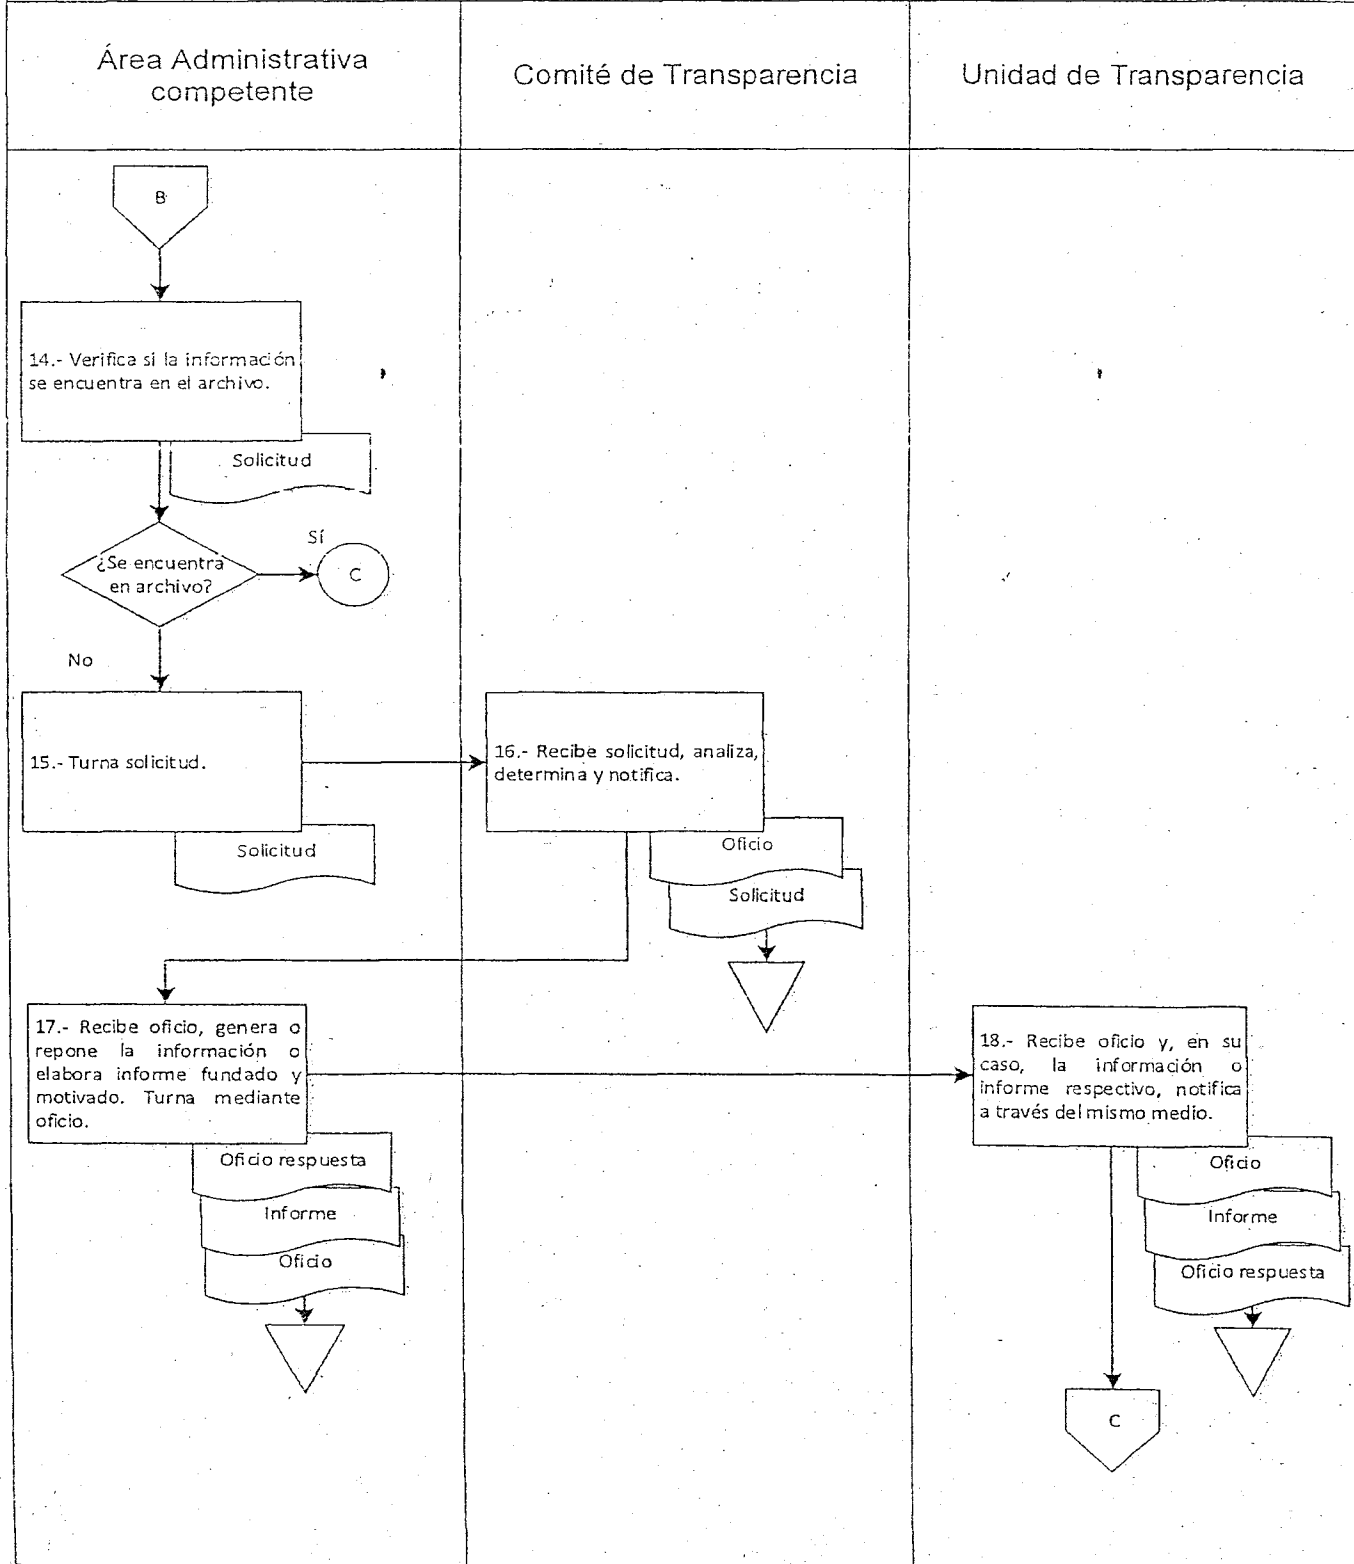 Área Administrativa
competente
Comité de Transparencia
Unidad de Transparencia
B
14.- Verifica si la información
se encuentra en el archivo.
Solicitud
¿Se encuentra
en archivo?
Sí
C
No
15.- Turna solicitud.
Solicitud
16.- Recibe solicitud, analiza,
determina y notifica.
Oficio
Solicitud
17.- Recibe oficio, genera o
repone la información o
elabora informe fundado y
motivado. Turna mediante
oficio.
Oficio respuesta
Informe
Oficio
18.- Recibe oficio y, en su
caso, la información o
informe respectivo, notifica
a través del mismo medio.
Oficio
Informe
Oficio respuesta
C